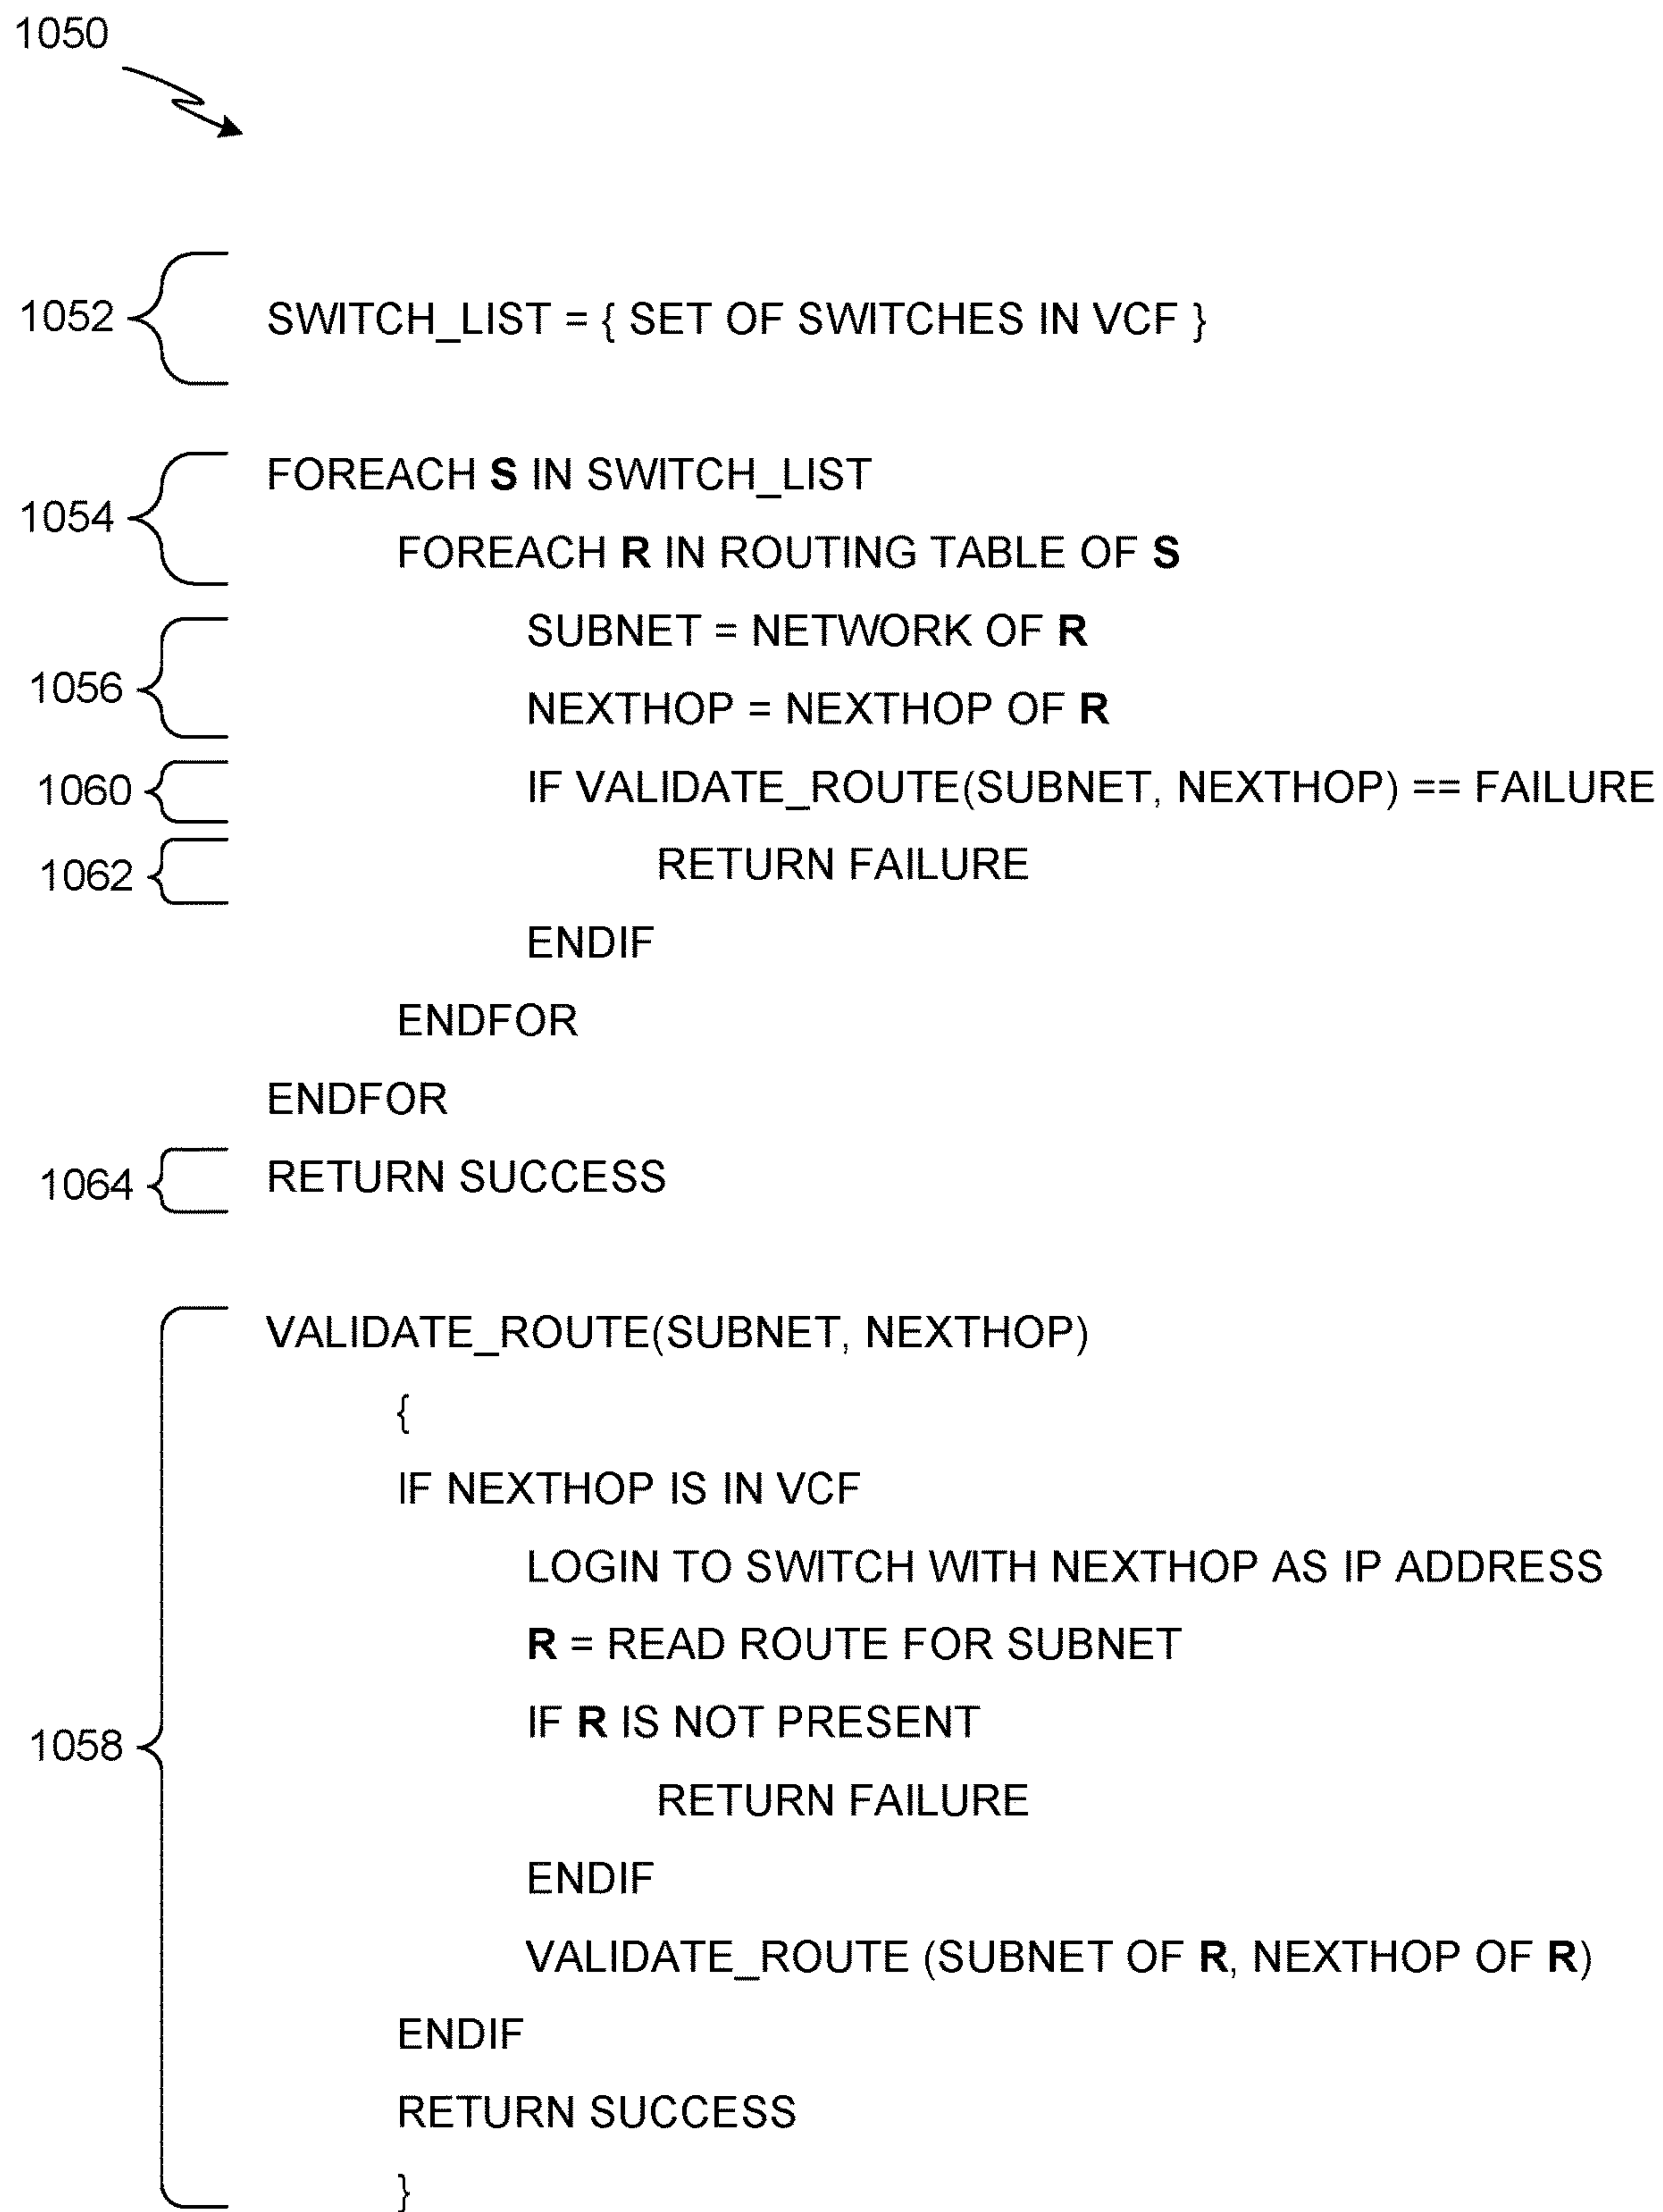 1050
1052 SWITCH_LIST = { SET OF SWITCHES IN VCF }
1054
FOREACH S IN SWITCH_LIST
FOREACH R IN ROUTING TABLE OF S
1056
SUBNET = NETWORK OF R
NEXTHOP = NEXTHOP OF R
1060 IF VALIDATE_ROUTE(SUBNET, NEXTHOP) == FAILURE
1062 RETURN FAILURE
ENDIF
ENDFOR
ENDFOR
1064 RETURN SUCCESS
1058
VALIDATE_ROUTE(SUBNET, NEXTHOP)
{
IF NEXTHOP IS IN VCF
LOGIN TO SWITCH WITH NEXTHOP AS IP ADDRESS
R = READ ROUTE FOR SUBNET
IF R IS NOT PRESENT
RETURN FAILURE
ENDIF
VALIDATE_ROUTE (SUBNET OF R, NEXTHOP OF R)
ENDIF
RETURN SUCCESS
}